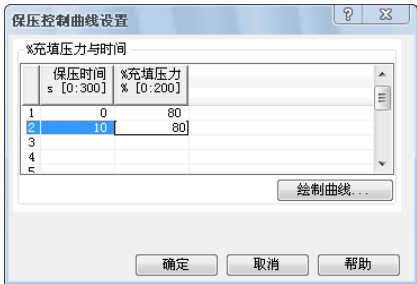 保压控制曲线设置
%充填压力与时间
保压时间 %充填压力
s [0:300] % [0:200]
1 0 80
2 10 80
3
4
5
绘制曲线...
确定 取消 帮助